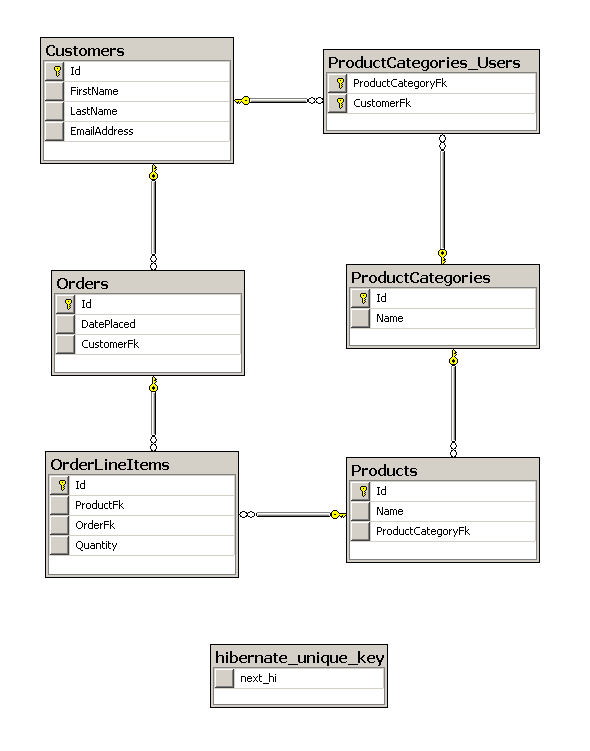 Customers
Id
FirstName
LastName
EmailAddress
ProductCategories_Users
ProductCategoryFk
CustomerFk
Orders
Id
DatePlaced
CustomerFk
ProductCategories
Id
Name
OrderLineItems
Id
ProductFk
OrderFk
Quantity
Products
Id
Name
ProductCategoryFk
hibernate_unique_key
next_hi